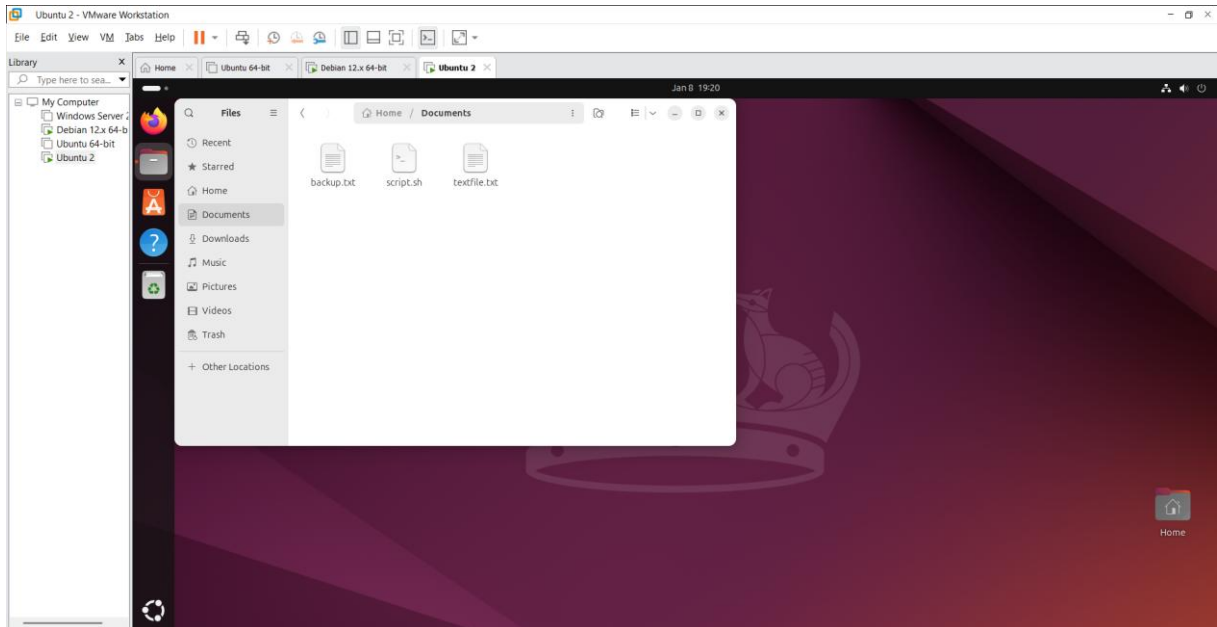 Ubuntu 2 - VMware Workstation
File Edit View VM Tabs Help
Library X
Type here to sea...
Home Ubuntu 64-bit Debian 12.x 64-bit Ubuntu 2
My Computer
Windows Server
Debian 12.x 64-b
Ubuntu 64-bit
Ubuntu 2
Jan 8 19:20
Files
Home / Documents
Recent
Starred
Home
Documents
Downloads
Music
Pictures
Videos
Trash
+ Other Locations
backup.txt script.sh textfile.txt
Home